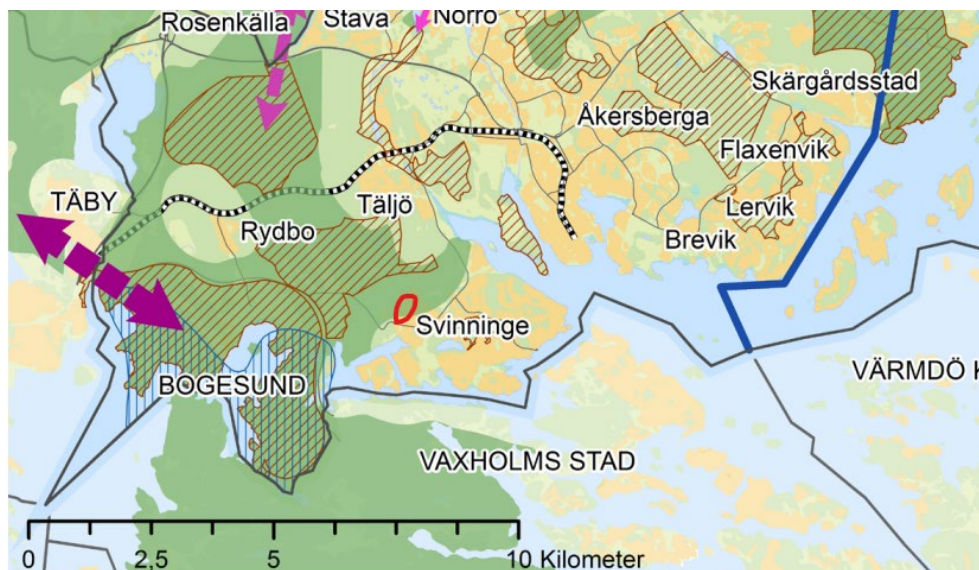 Rosenkälla
Stava
Norrö
Skärgårdsstad
Åkersberga
Flaxenvik
TÄBY
Täljö
Lervik
Rydbo
Brevik
Svinninge
BOGESUND
VÄRMDÖ K
VAXHOLMS STAD
0 2,5 5 10 Kilometer